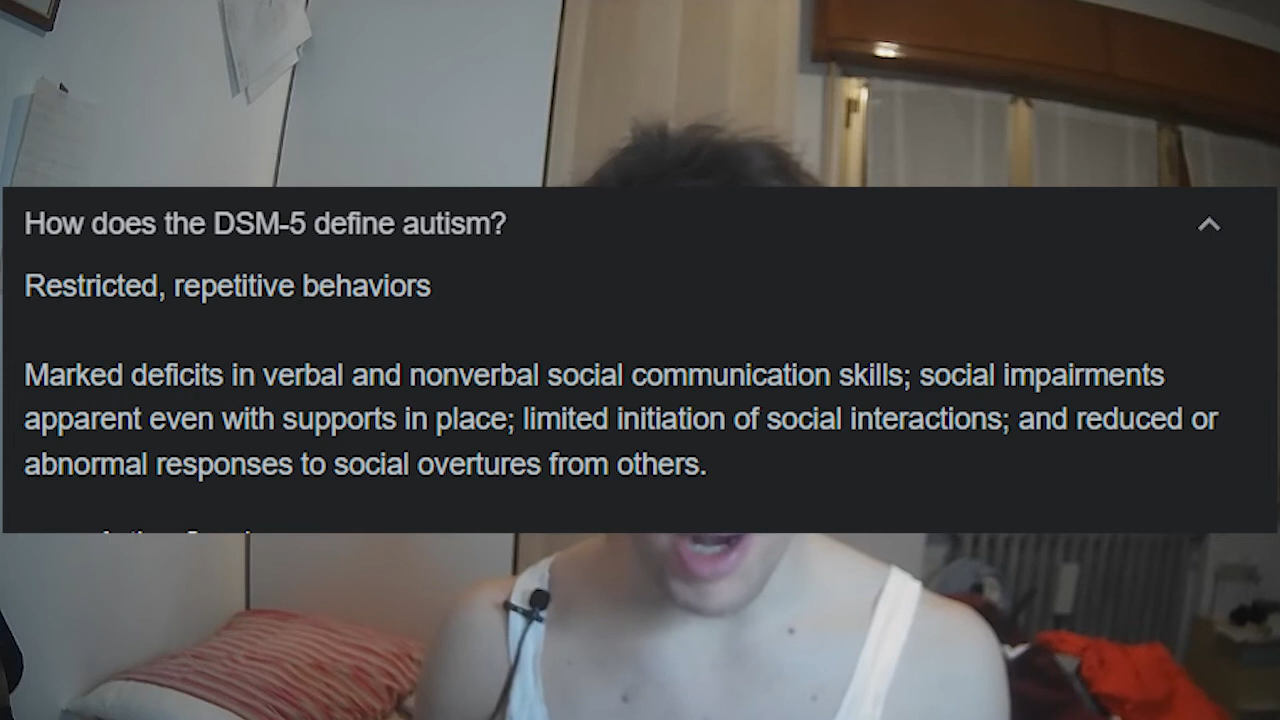 How does the DSM-5 define autism?
Restricted, repetitive behaviors
Marked deficits in verbal and nonverbal social communication skills; social impairments
apparent even with supports in place; limited initiation of social interactions; and reduced or
abnormal responses to social overtures from others.